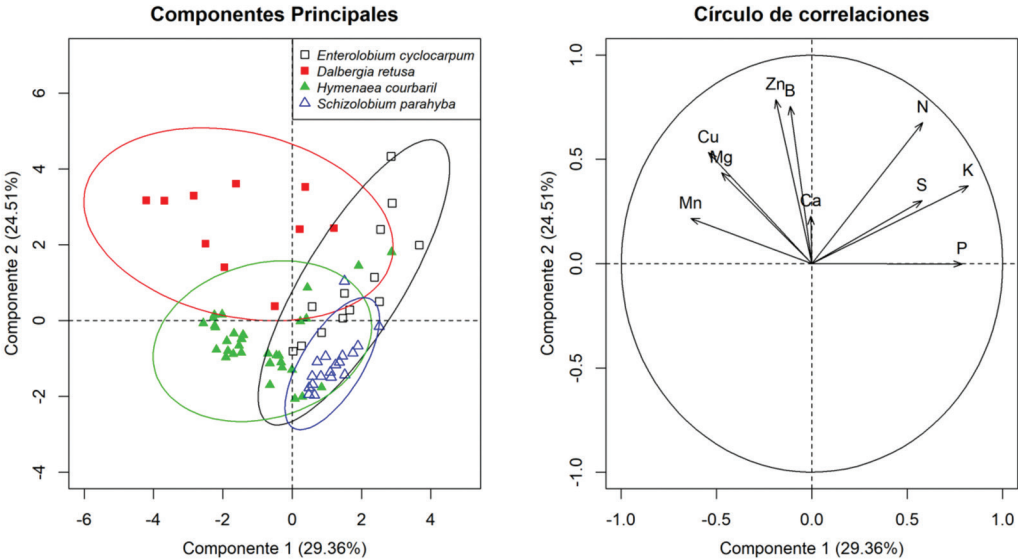 Componentes Principales
Enterolobium cyclocarpum
Dalbergia retusa
Hymenaea courbaril
Schizolobium parahyba
Componente 2 (24.51%)
6
4
2
0
-2
-4
-6
-4
-2
0
2
4
Componente 1 (29.36%)
Círculo de correlaciones
Componente 2 (24.51%)
1.0
0.5
0.0
-0.5
-1.0
Zn
B
N
Cu
Mg
K
S
Mn
Ca
P
-1.0
-0.5
0.0
0.5
1.0
Componente 1 (29.36%)